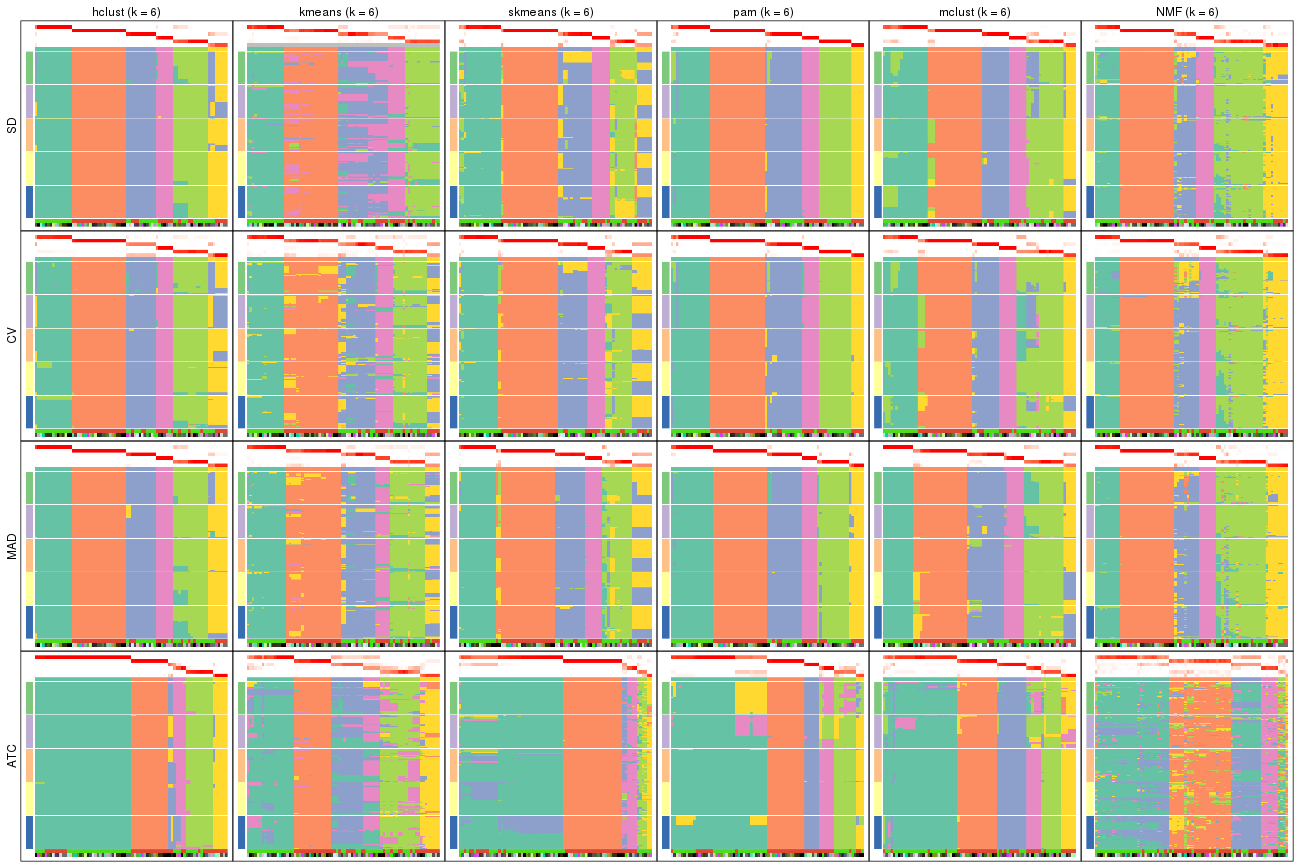 hclust (k = 6)
kmeans (k = 6)
skmeans (k = 6)
pam (k = 6)
mclust (k = 6)
NMF (k = 6)
SD
CV
MAD
ATC